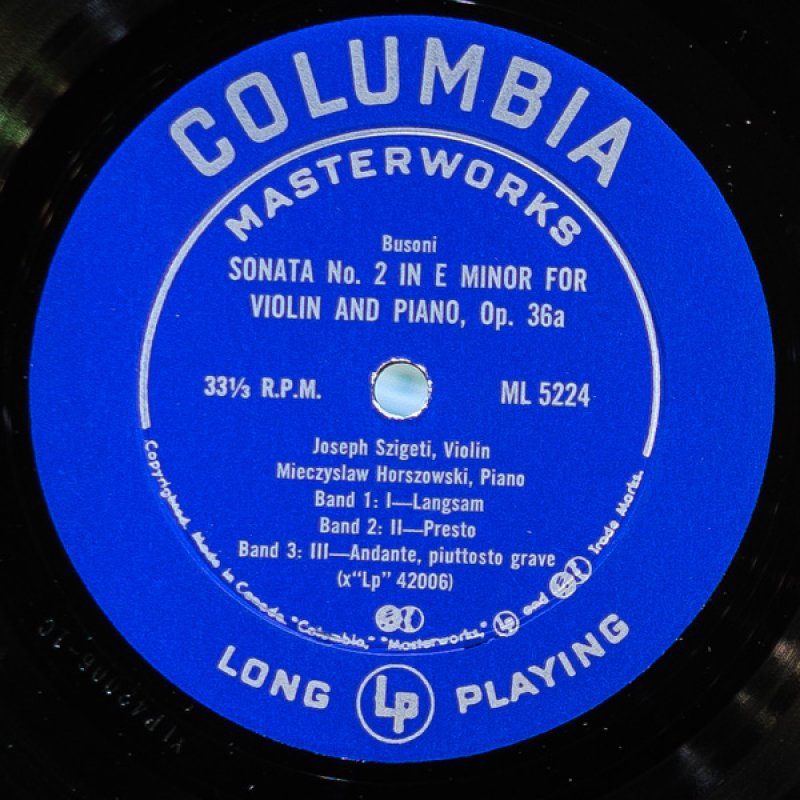 COLUMBIA
MASTERWORKS
Busoni
SONATA No. 2 IN E MINOR FOR
VIOLIN AND PIANO, Op. 36a
33⅓ R.P.M.
ML 5224
Joseph Szigeti, Violin
Mieczyslaw Horszowski, Piano
Band 1: I—Langsam
Band 2: II—Presto
Band 3: III—Andante, piuttosto grave
(x“Lp” 42006)
Copyrighted. Made in Canada. "Columbia," "Masterworks," Lp and Trade Marks.
LONG Lp PLAYING